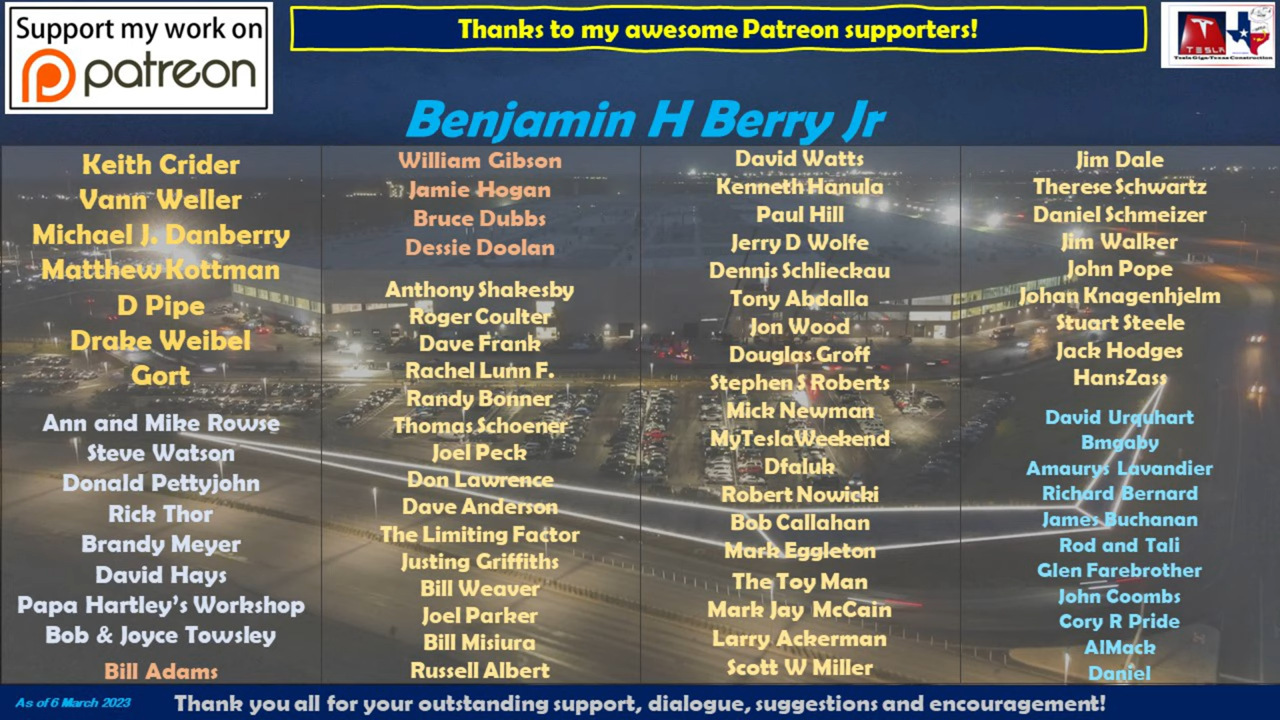 Support my work on
patreon
Thanks to my awesome Patreon supporters!
TESLA
Tesla Giga Texas Construction
Benjamin H Berry Jr
Keith Crider
Vann Weller
Michael J. Danberry
Matthew Kottman
D Pipe
Drake Weibel
Gort
Ann and Mike Rowse
Steve Watson
Donald Pettyjohn
Rick Thor
Brandy Meyer
David Hays
Papa Hartley's Workshop
Bob & Joyce Towsley
Bill Adams
William Gibson
Jamie Hogan
Bruce Dubbs
Dessie Doolan
Anthony Shakesby
Roger Coulter
Dave Frank
Rachel Lunn F.
Randy Bonner
Thomas Schoener
Joel Peck
Don Lawrence
Dave Anderson
The Limiting Factor
Justing Griffiths
Bill Weaver
Joel Parker
Bill Misiura
Russell Albert
David Watts
Kenneth Hanula
Paul Hill
Jerry D Wolfe
Dennis Schlieckau
Tony Abdalla
Jon Wood
Douglas Groff
Stephen S Roberts
Mick Newman
MyTeslaWeekend
Dfaluk
Robert Nowicki
Bob Callahan
Mark Eggleton
The Toy Man
Mark Jay McCain
Larry Ackerman
Scott W Miller
Jim Dale
Therese Schwartz
Daniel Schmeizer
Jim Walker
John Pope
Johan Knagenhjelm
Stuart Steele
Jack Hodges
HansZass
David Urquhart
Bmgaby
Amaurys Lavandier
Richard Bernard
James Buchanan
Rod and Tali
Glen Farebrother
John Coombs
Cory R Pride
AlMack
Daniel
As of 6 March 2023
Thank you all for your outstanding support, dialogue, suggestions and encouragement!